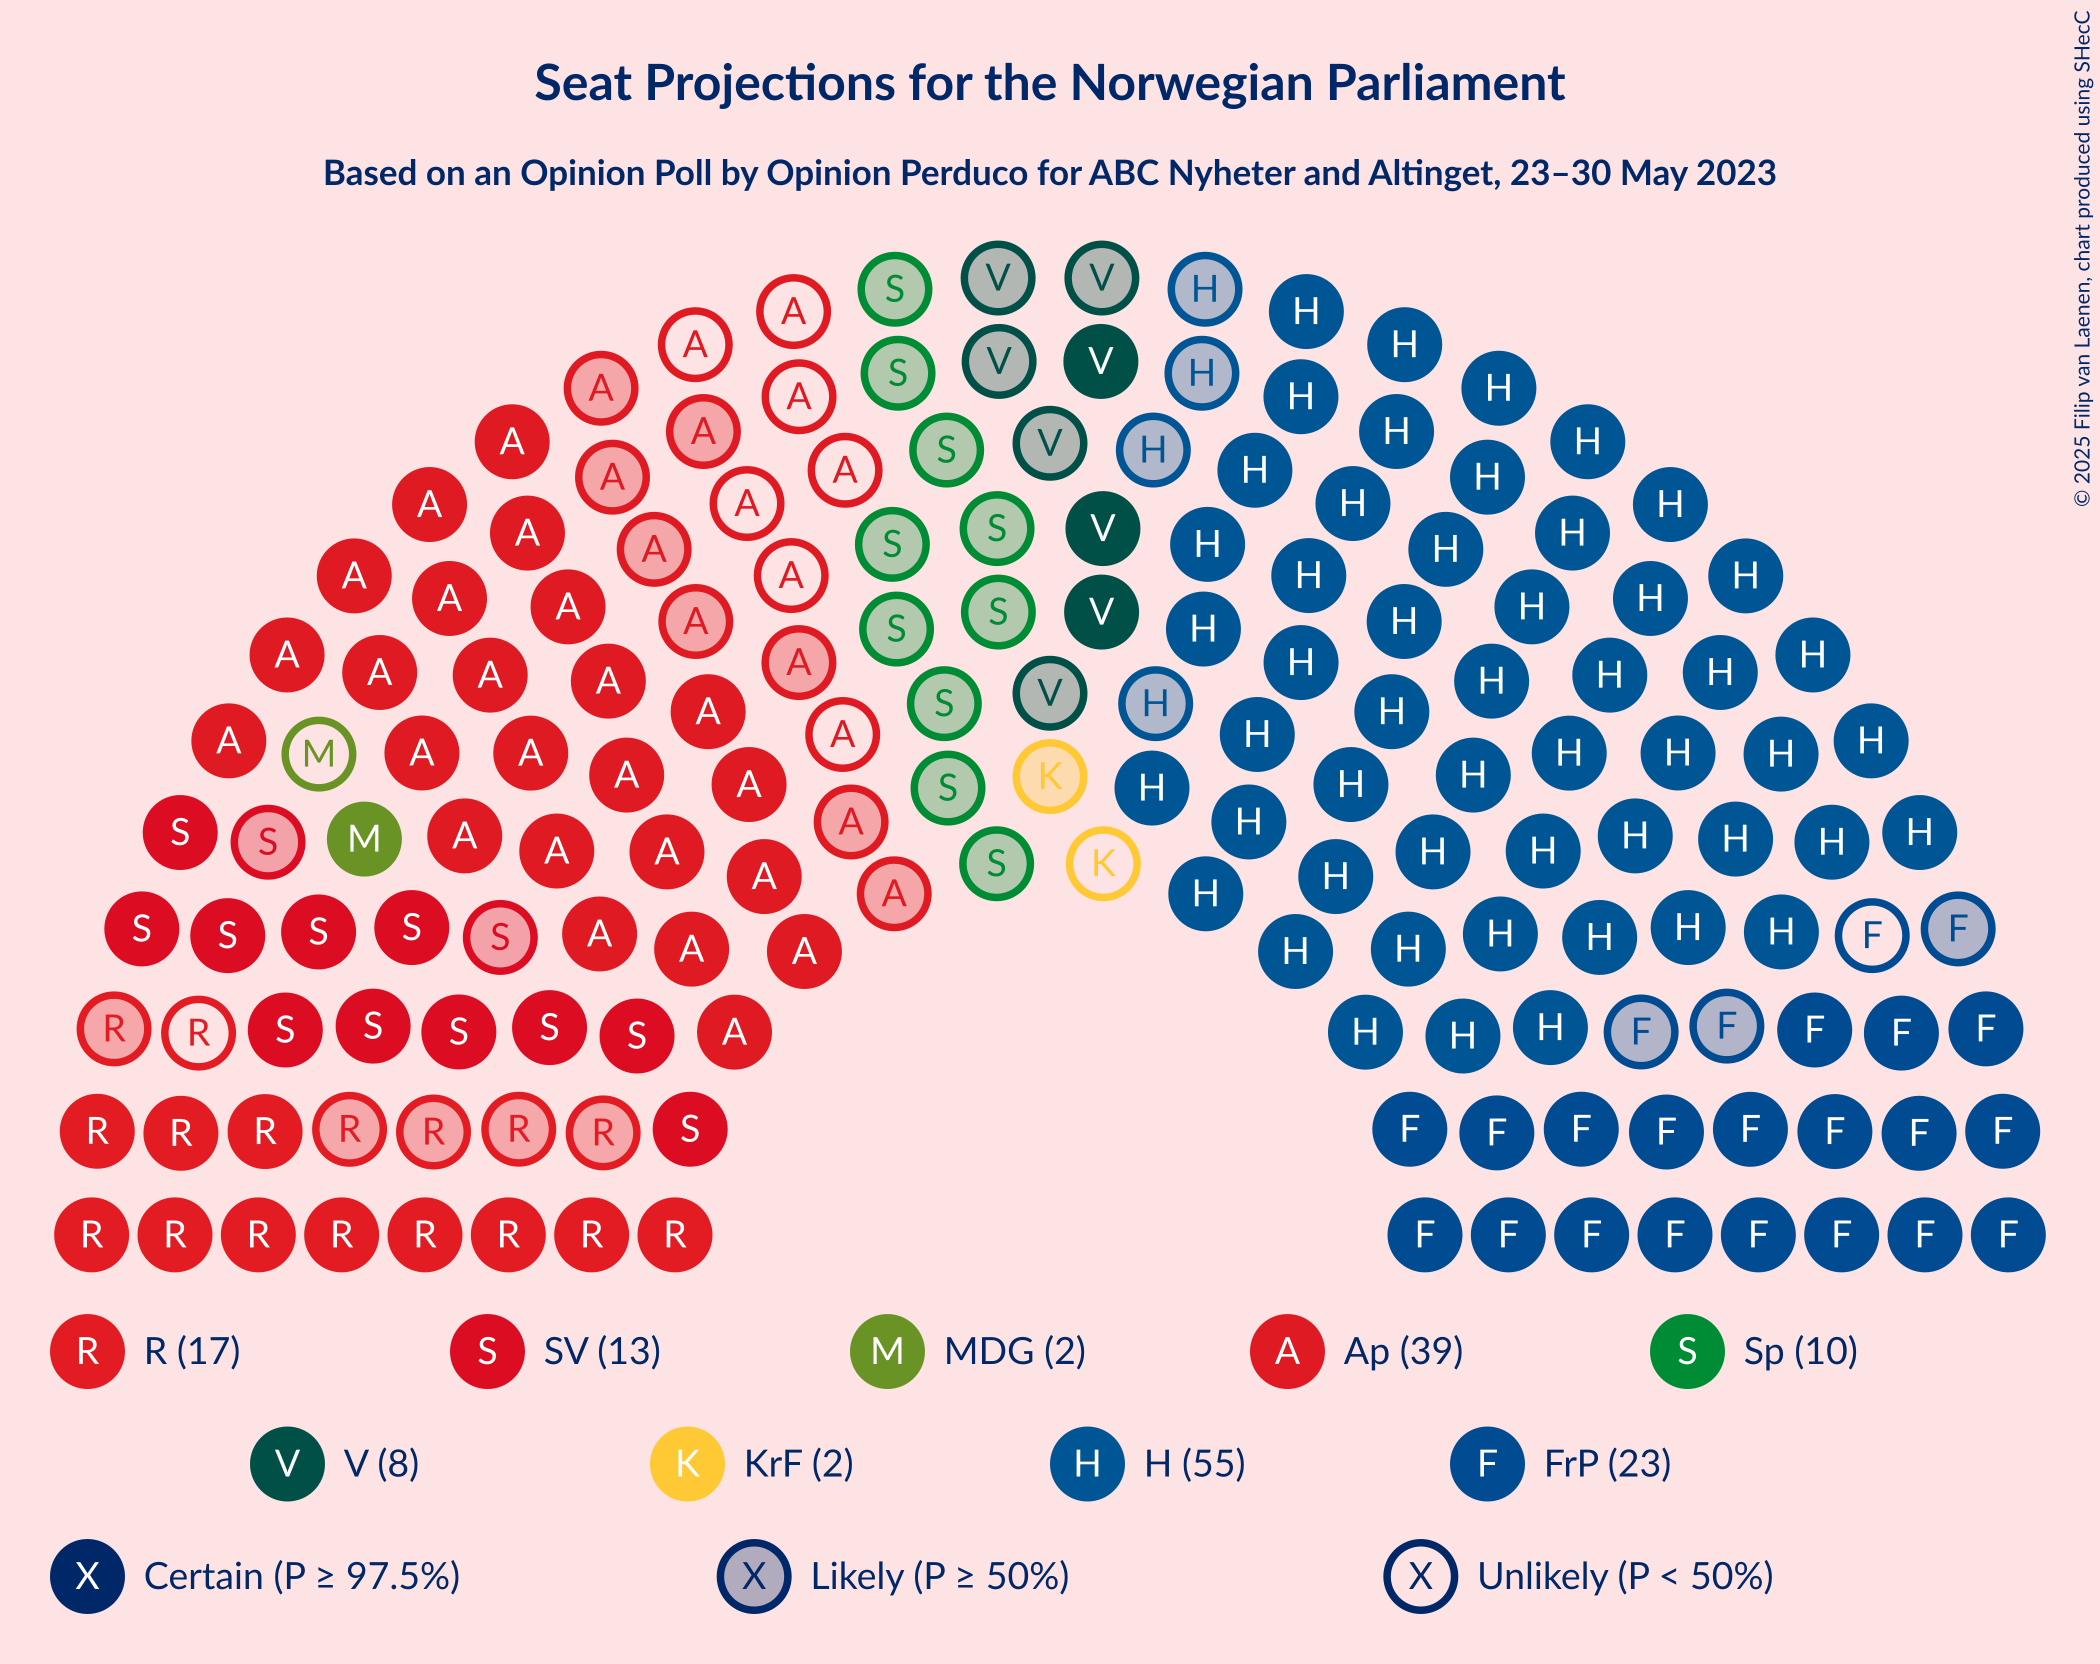 Seat Projections for the Norwegian Parliament
Based on an Opinion Poll by Opinion Perduco for ABC Nyheter and Altinget, 23–30 May 2023
© 2025 Filip van Laenen, chart produced using SHecC
S V V H
A H
A S V V H H
A A H H
A A S V H H H
A A A H H H
A A S S V H H H
A A A H H H
A A A S S V H H H H
A A A A S V H H H H H
A M A A A A A S K H H H H H H H
S S M A A A A A S K H H H H H H H
S S S S S A A A A H H H H H H H F F
R R S S S S S A H H H F F F F F
R R R R R R R S F F F F F F F F
R R R R R R R R F F F F F F F F
R R (17) S SV (13) M MDG (2) A Ap (39) S Sp (10)
V V (8) K KrF (2) H H (55) F FrP (23)
X Certain (P ≥ 97.5%) X Likely (P ≥ 50%) X Unlikely (P < 50%)